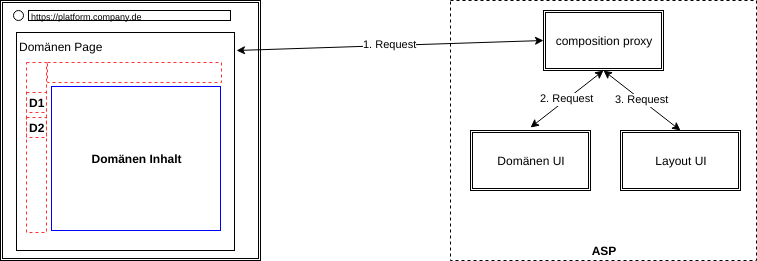 https://platform.company.de
Domänen Page
D1
D2
Domänen Inhalt
1. Request
composition proxy
2. Request
3. Request
Domänen UI
Layout UI
ASP